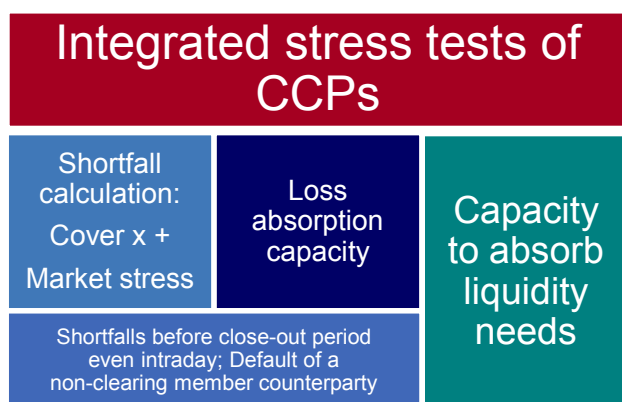 Integrated stress tests of
CCPs
Shortfall
calculation:
Cover x +
Market stress
Loss
absorption
capacity
Capacity
to absorb
liquidity
needs
Shortfalls before close-out period
even intraday; Default of a
non-clearing member counterparty